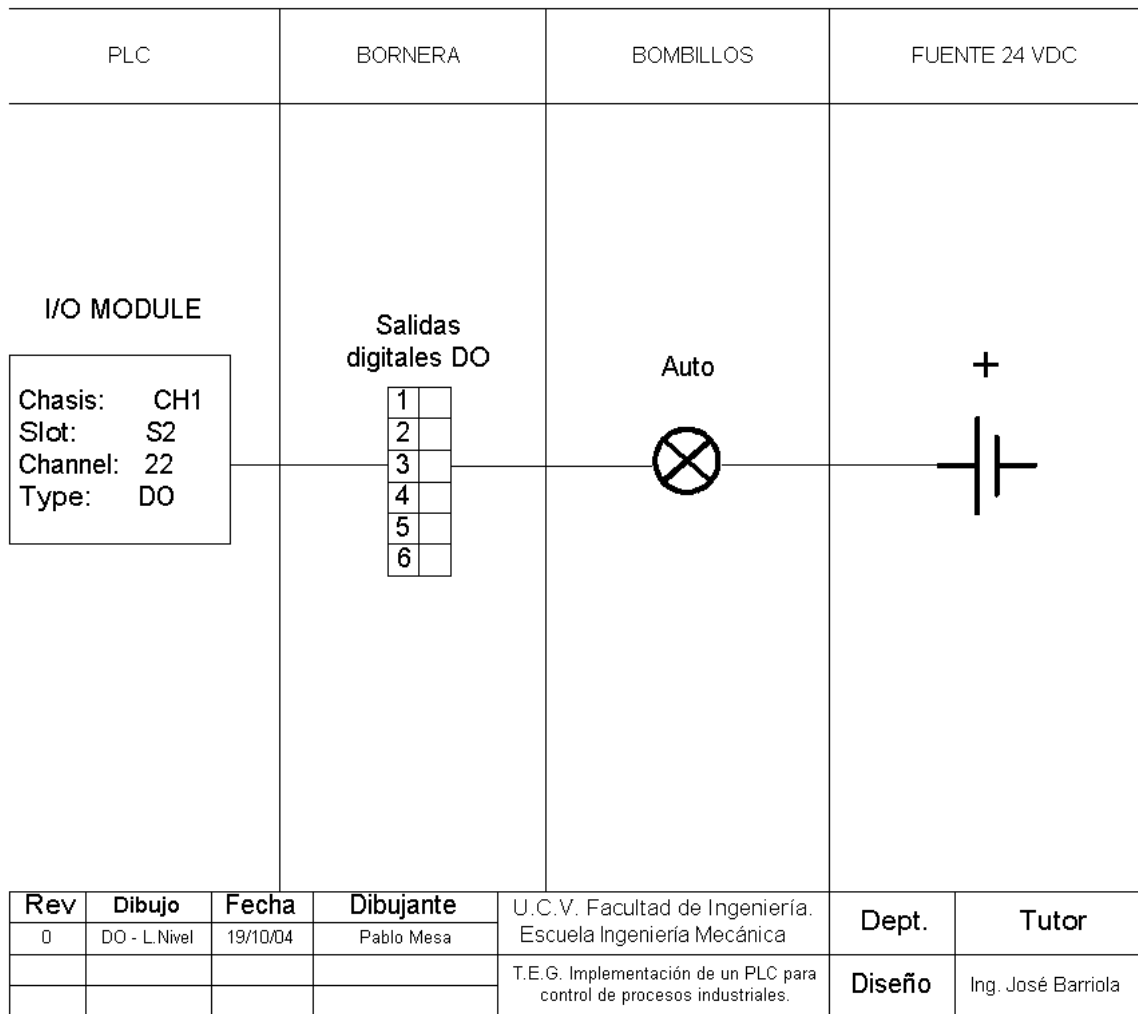 PLC
BORNERA
BOMBILLOS
FUENTE 24 VDC
I/O MODULE
Chasis: CH1
Slot: S2
Channel: 22
Type: DO
Salidas
digitales DO
1
2
3
4
5
6
Auto
+
Rev Dibujo Fecha Dibujante
0 DO - L.Nivel 19/10/04 Pablo Mesa
U.C.V. Facultad de Ingeniería.
Escuela Ingeniería Mecánica
T.E.G. Implementación de un PLC para
control de procesos industriales.
Dept. Tutor
Diseño Ing. José Barriola